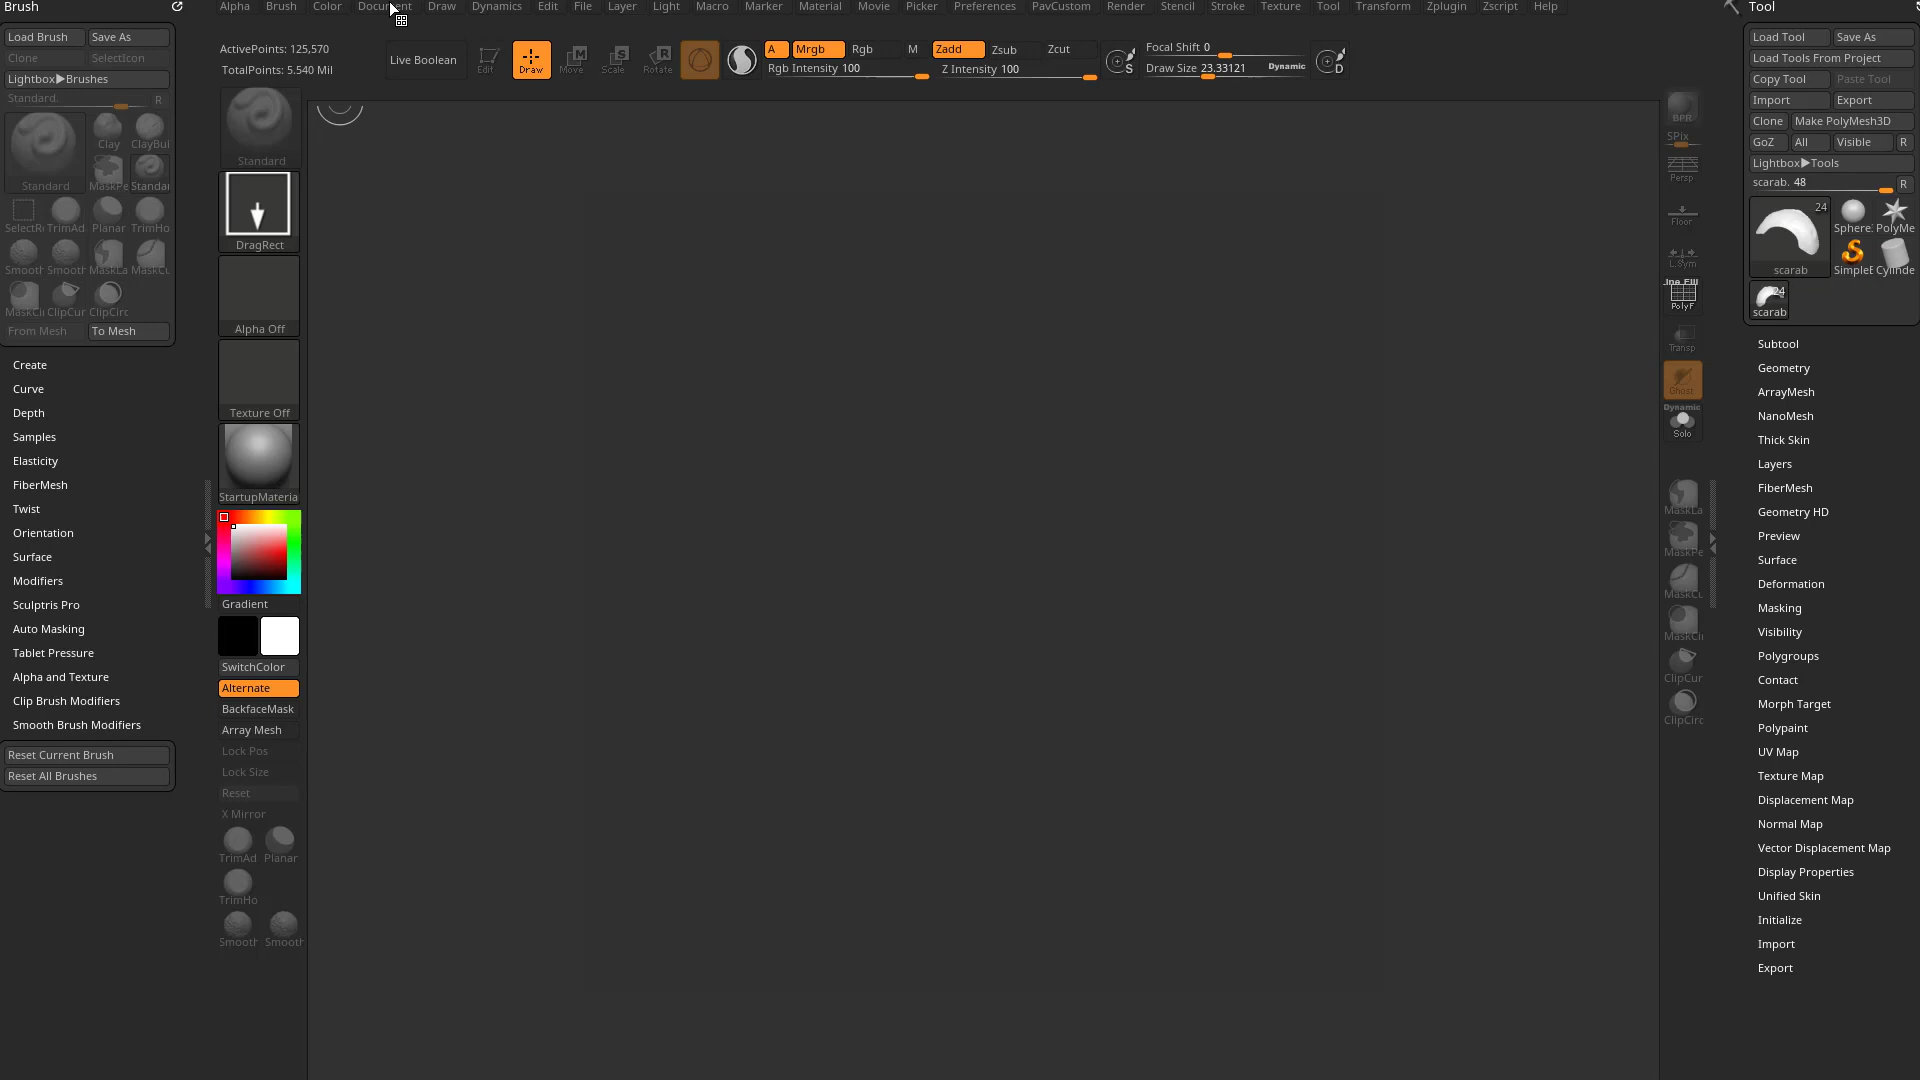 Brush
Alpha Brush Color Document Draw Dynamics Edit File Layer Light Macro Marker Material Movie Picker Preferences PavCustom Render Stencil Stroke Texture Tool Transform Zplugin Zscript Help
Tool
Load Brush Save As
Clone SelectIcon
Lightbox▶Brushes
Standard. R
Standard
Clay ClayBui
MaskPe Standar
SelectRe TrimAd Planar TrimHo
Smooth Smooth MaskLa MaskCu
MaskCir ClipCur ClipCirc
From Mesh To Mesh
Create
Curve
Depth
Samples
Elasticity
FiberMesh
Twist
Orientation
Surface
Modifiers
Sculptris Pro
Auto Masking
Tablet Pressure
Alpha and Texture
Clip Brush Modifiers
Smooth Brush Modifiers
Reset Current Brush
Reset All Brushes
ActivePoints: 125,570
TotalPoints: 5.540 Mil
Live Boolean
Edit Draw Move Scale Rotate
A Mrgb Rgb M
Rgb Intensity 100
Zadd Zsub Zcut
Z Intensity 100
S
Focal Shift 0
Draw Size 23.33121 Dynamic
D
Standard
DragRect
Alpha Off
Texture Off
StartupMateria
Gradient
SwitchColor
Alternate
BackfaceMask
Array Mesh
Lock Pos
Lock Size
Reset
X Mirror
TrimAd Planar
TrimHo
Smooth Smooth
BPR
SPix
Persp
Floor
L.Sym
Line Fill
PolyF
Transp
Ghost
Dynamic
Solo
MaskLa
MaskPe
MaskCu
MaskCir
ClipCur
ClipCirc
Load Tool Save As
Load Tools From Project
Copy Tool Paste Tool
Import Export
Clone Make PolyMesh3D
GoZ All Visible R
Lightbox▶Tools
scarab. 48 R
24
scarab
Sphere: PolyMe
SimpleE Cylinde
24
scarab
Subtool
Geometry
ArrayMesh
NanoMesh
Thick Skin
Layers
FiberMesh
Geometry HD
Preview
Surface
Deformation
Masking
Visibility
Polygroups
Contact
Morph Target
Polypaint
UV Map
Texture Map
Displacement Map
Normal Map
Vector Displacement Map
Display Properties
Unified Skin
Initialize
Import
Export